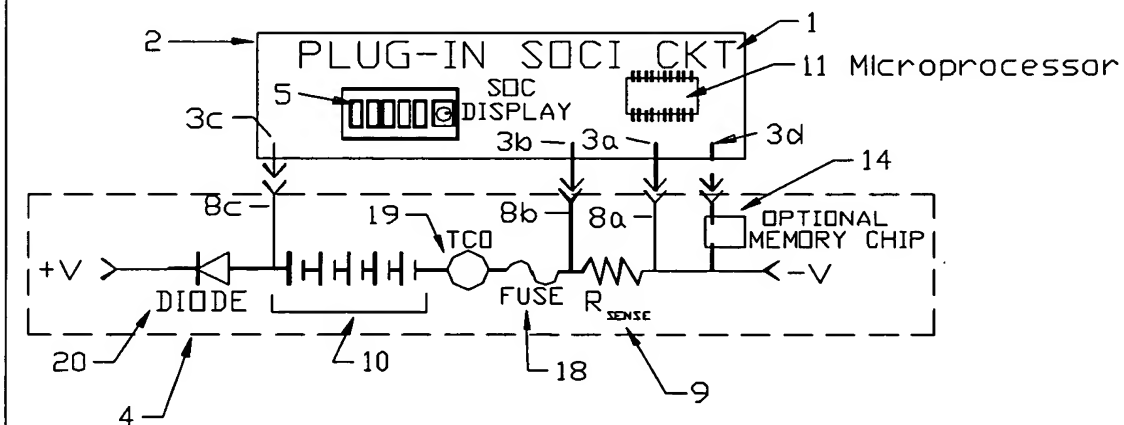 1
2
PLUG-IN SOCI CKT
11 MIcroprocessor
5
SOC
DISPLAY
3c
3b
3a
3d
14
8c
19
TCO
8b
8a
OPTIONAL
MEMORY CHIP
+V
-V
DIODE
FUSE
R SENSE
20
10
18
9
4